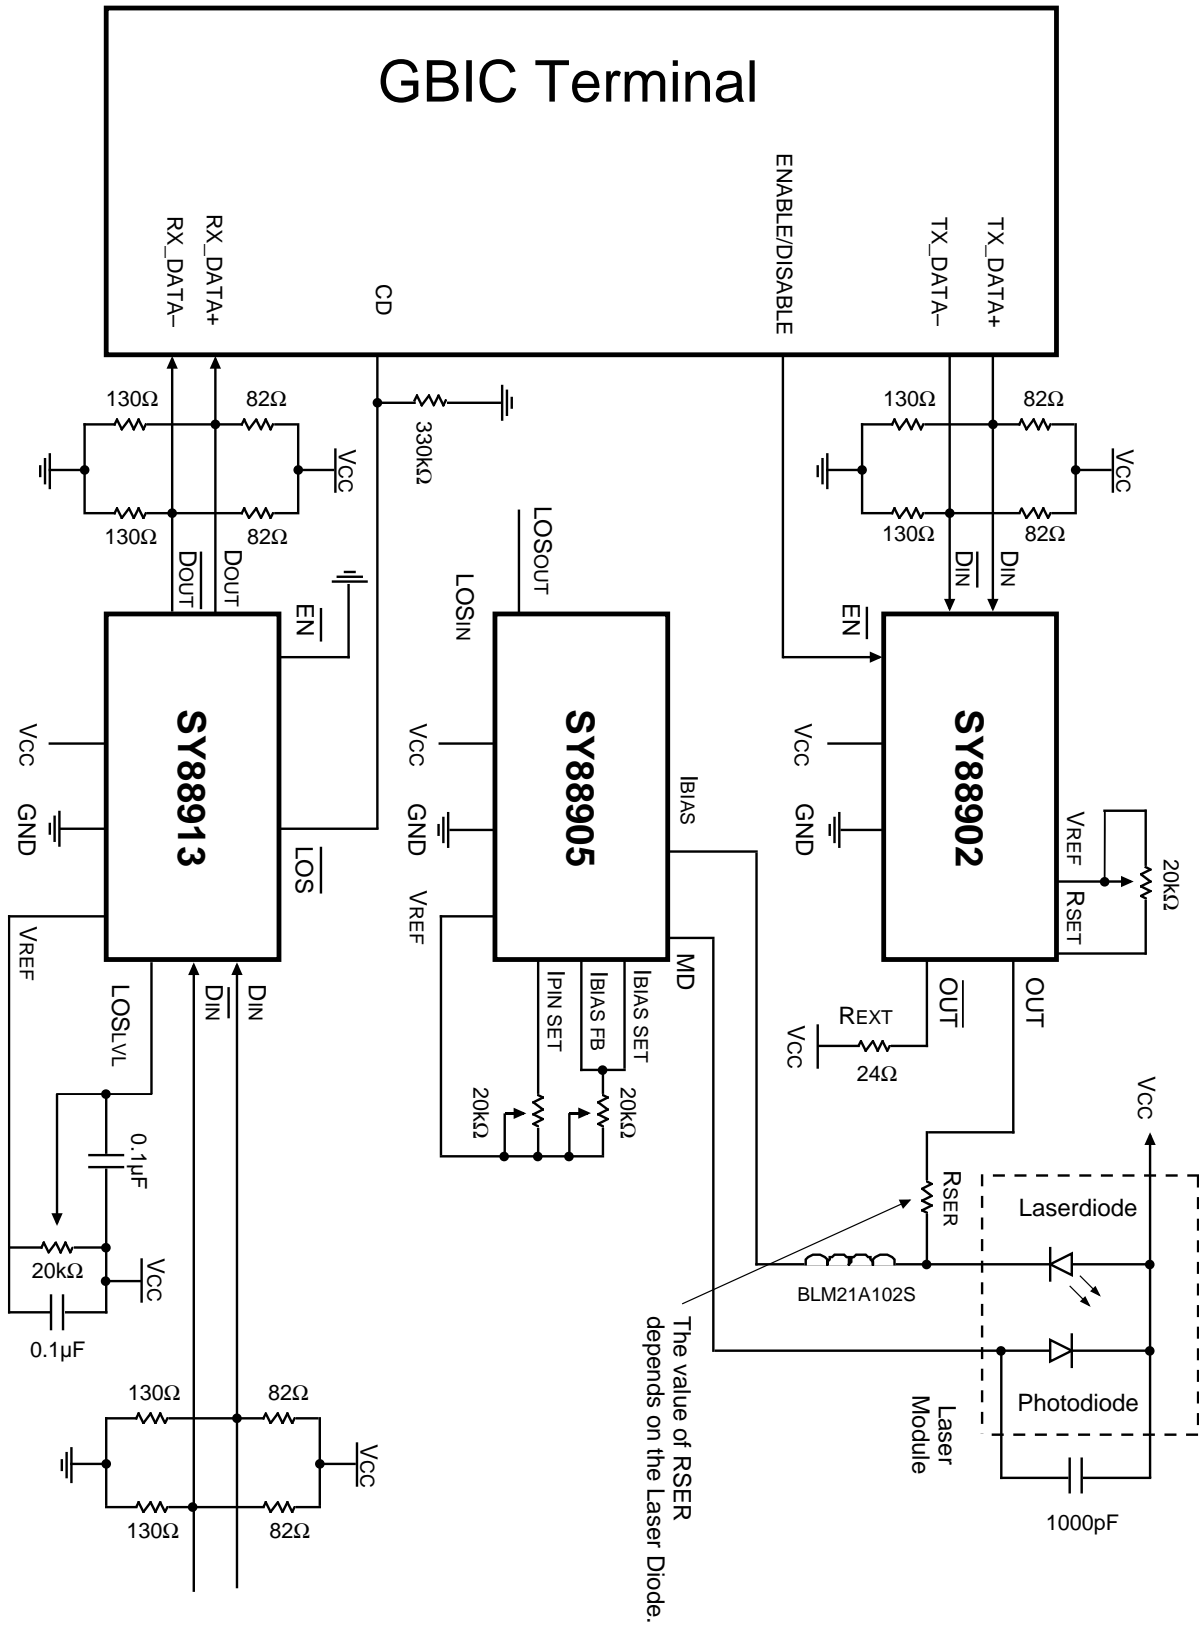 GBIC Terminal
RX_DATA–
RX_DATA+
CD
ENABLE/DISABLE
TX_DATA–
TX_DATA+
130Ω
82Ω
VCC
130Ω
82Ω
330kΩ
130Ω
82Ω
VCC
130Ω
82Ω
DOUT
DOUT
EN
LOSOUT
LOSIN
EN
DIN
DIN
SY88913
VCC
GND
LOS
VREF
LOSLVL
DIN
DIN
SY88905
VCC
GND
VREF
IBIAS
MD
IPIN SET
IBIAS FB
IBIAS SET
SY88902
VCC
GND
VREF
RSET
20kΩ
OUT
OUT
REXT
VCC
24Ω
20kΩ
20kΩ
0.1µF
20kΩ
VCC
0.1µF
RSER
BLM21A102S
VCC
Laserdiode
Photodiode
Laser
Module
1000pF
The value of RSER
depends on the Laser Diode.
130Ω
82Ω
VCC
130Ω
82Ω